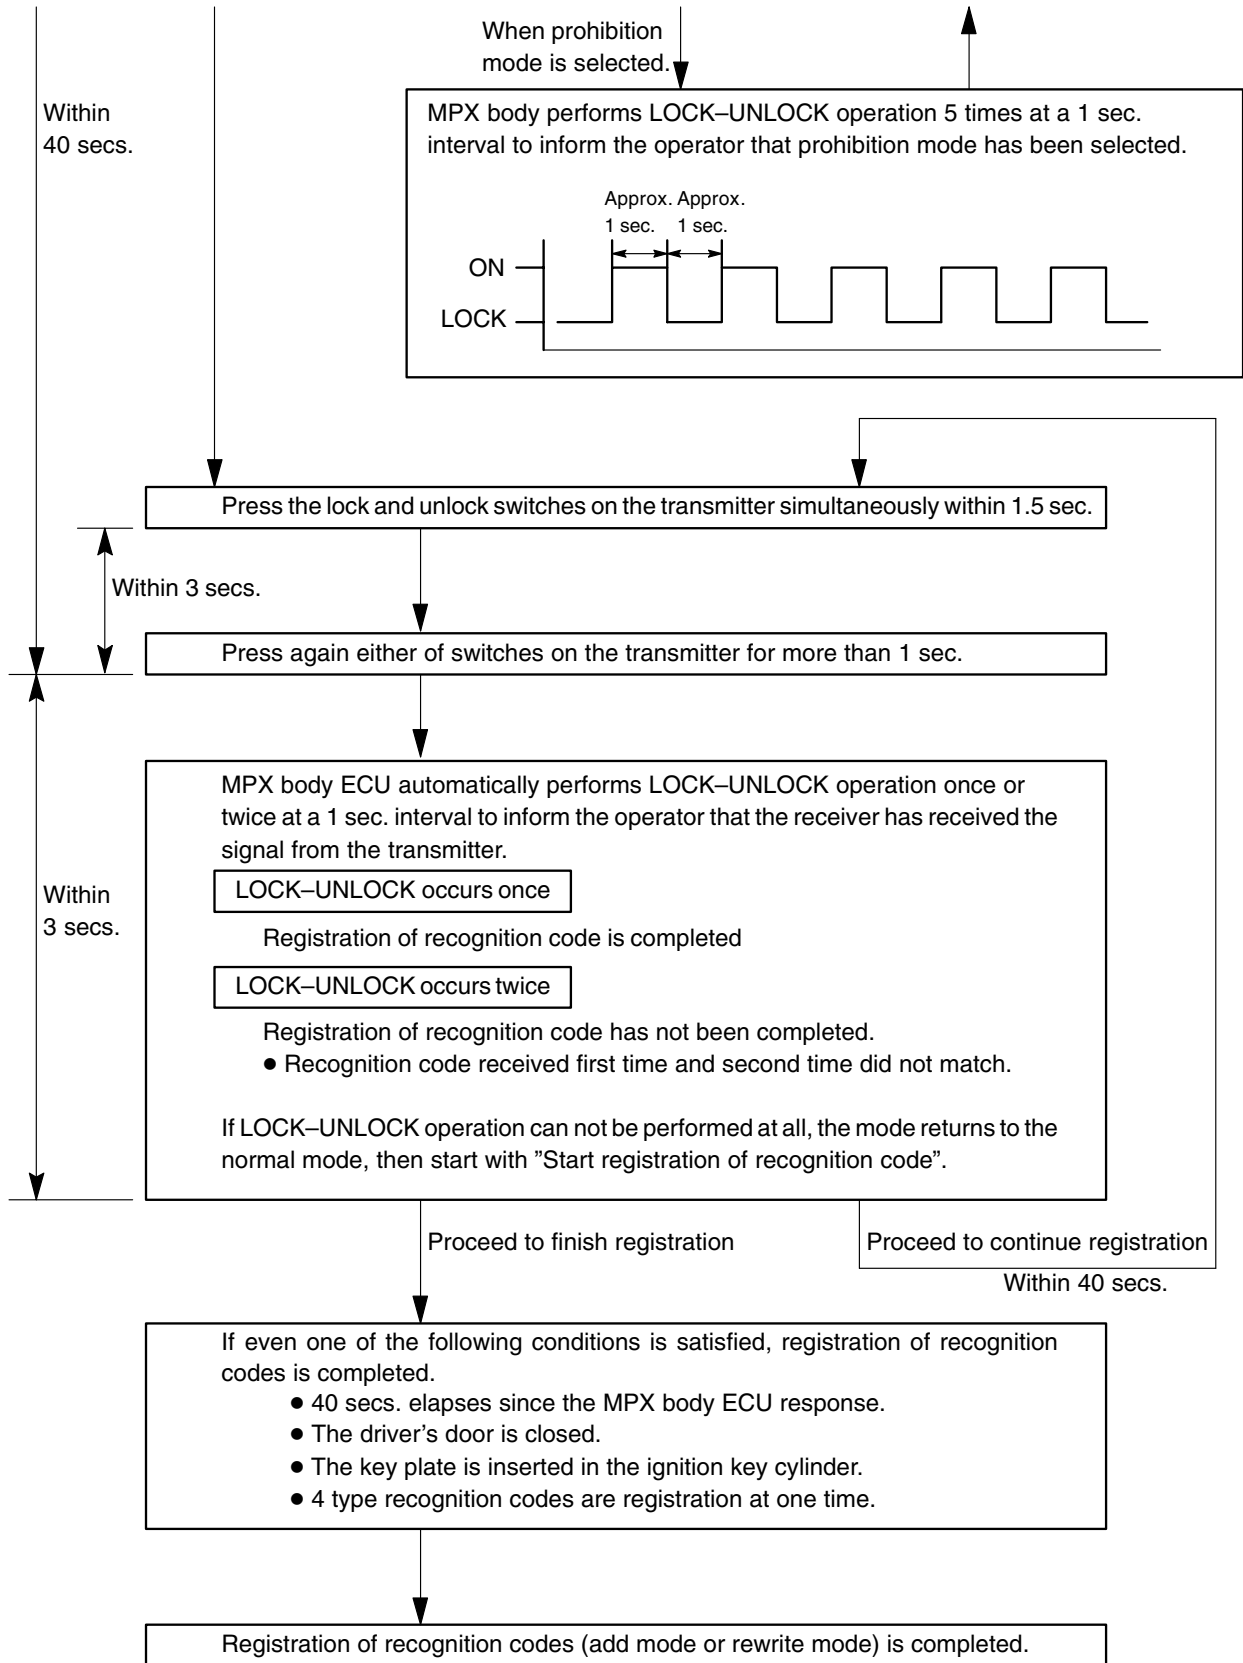 When prohibition
mode is selected.
Within
40 secs.
MPX body performs LOCK–UNLOCK operation 5 times at a 1 sec.
interval to inform the operator that prohibition mode has been selected.
Approx. Approx.
1 sec. 1 sec.
ON
LOCK
Press the lock and unlock switches on the transmitter simultaneously within 1.5 sec.
Within 3 secs.
Press again either of switches on the transmitter for more than 1 sec.
MPX body ECU automatically performs LOCK–UNLOCK operation once or
twice at a 1 sec. interval to inform the operator that the receiver has received the
signal from the transmitter.
Within
3 secs.
LOCK–UNLOCK occurs once
Registration of recognition code is completed
LOCK–UNLOCK occurs twice
Registration of recognition code has not been completed.
● Recognition code received first time and second time did not match.
If LOCK–UNLOCK operation can not be performed at all, the mode returns to the
normal mode, then start with ”Start registration of recognition code”.
Proceed to finish registration
Proceed to continue registration
Within 40 secs.
If even one of the following conditions is satisfied, registration of recognition
codes is completed.
● 40 secs. elapses since the MPX body ECU response.
● The driver’s door is closed.
● The key plate is inserted in the ignition key cylinder.
● 4 type recognition codes are registration at one time.
Registration of recognition codes (add mode or rewrite mode) is completed.